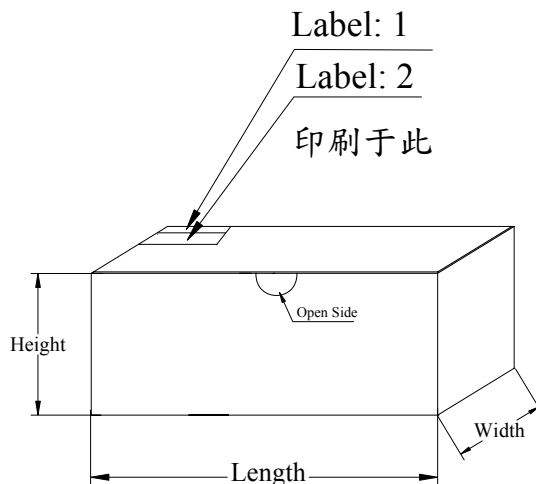 Label: 1
Label: 2
印刷于此
Open Side
Height
Width
Length